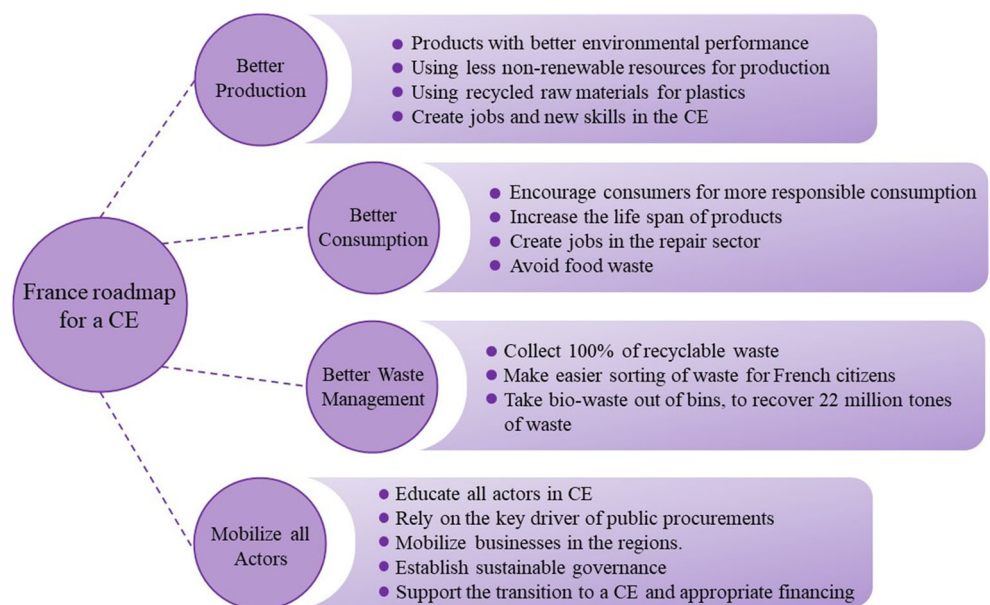 France roadmap
for a CE
Better
Production
● Products with better environmental performance
● Using less non-renewable resources for production
● Using recycled raw materials for plastics
● Create jobs and new skills in the CE
Better
Consumption
● Encourage consumers for more responsible consumption
● Increase the life span of products
● Create jobs in the repair sector
● Avoid food waste
Better Waste
Management
● Collect 100% of recyclable waste
● Make easier sorting of waste for French citizens
● Take bio-waste out of bins, to recover 22 million tones
of waste
Mobilize all
Actors
● Educate all actors in CE
● Rely on the key driver of public procurements
● Mobilize businesses in the regions.
● Establish sustainable governance
● Support the transition to a CE and appropriate financing